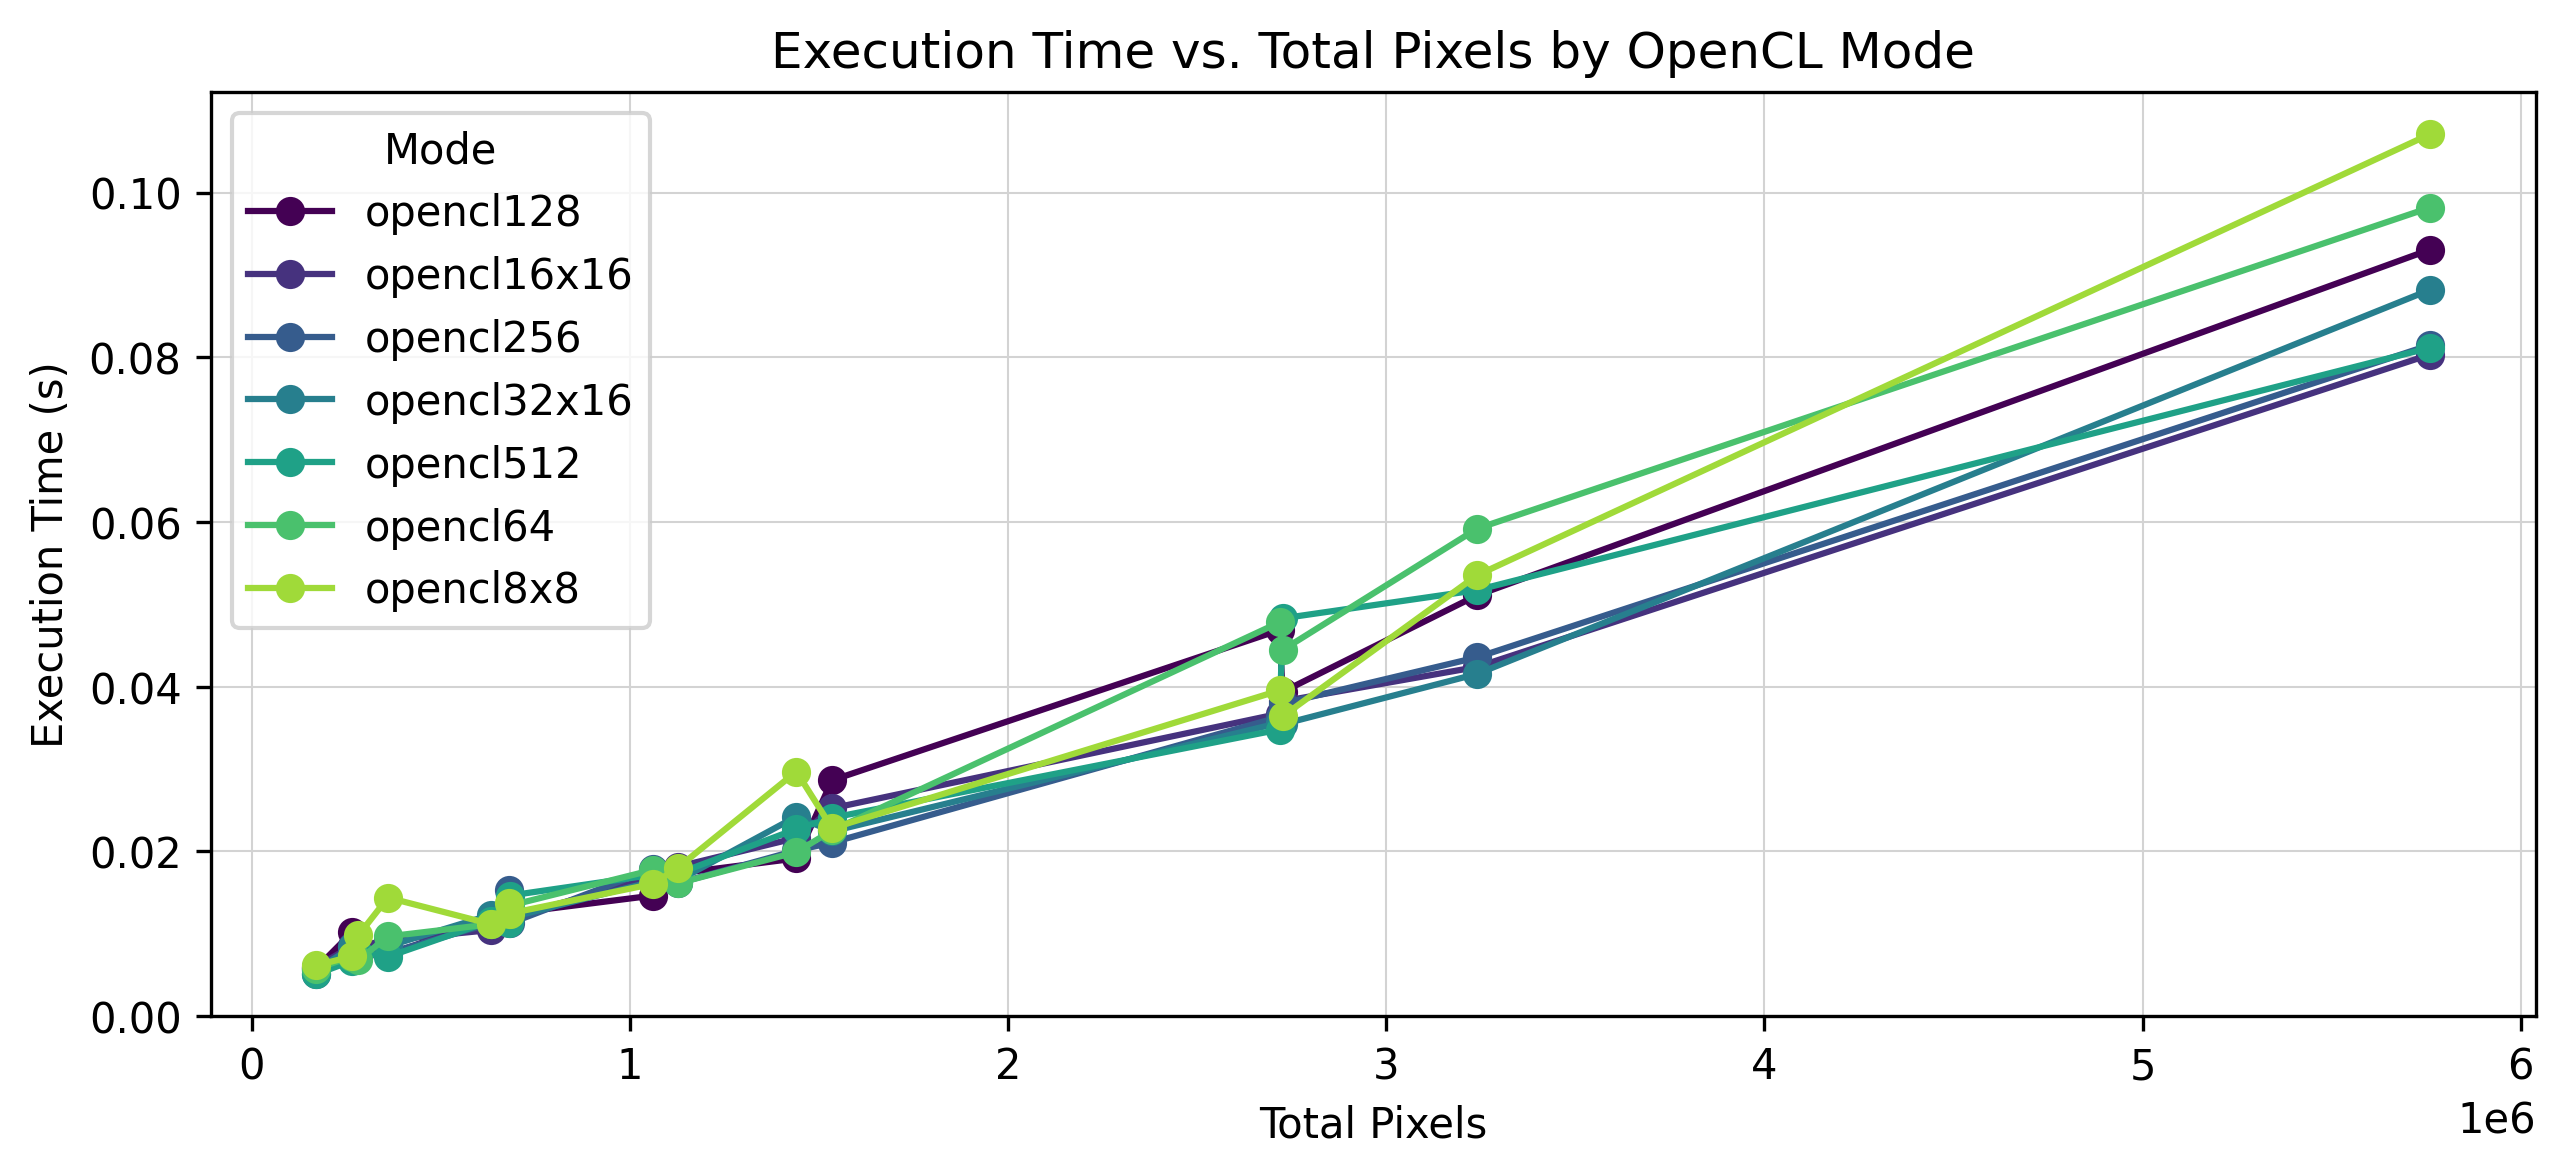 Execution Time vs. Total Pixels by OpenCL Mode
Mode
opencl128
opencl16x16
opencl256
opencl32x16
opencl512
opencl64
opencl8x8
Execution Time (s)
0.10
0.08
0.06
0.04
0.02
0.00
0 1 2 3 4 5 6
1e6
Total Pixels